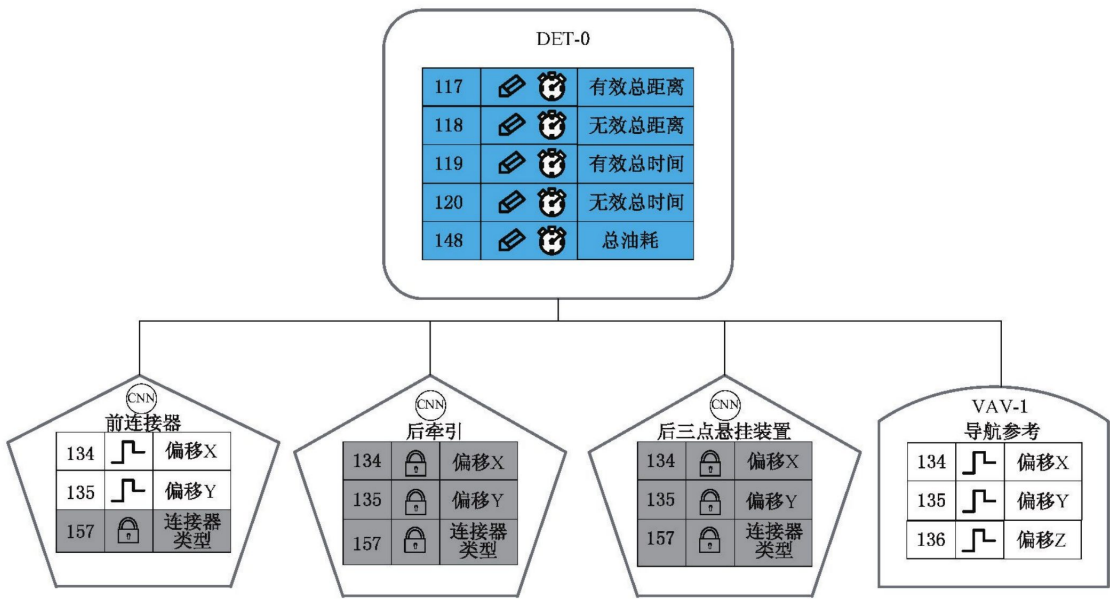 DET-0
117 有效总距离
118 无效总距离
119 有效总时间
120 无效总时间
148 总油耗
CNN
前连接器
134 偏移X
135 偏移Y
157 连接器
类型
CNN
后牵引
134 偏移X
135 偏移Y
157 连接器
类型
CNN
后三点悬挂装置
134 偏移X
135 偏移Y
157 连接器
类型
VAV-1
导航参考
134 偏移X
135 偏移Y
136 偏移Z